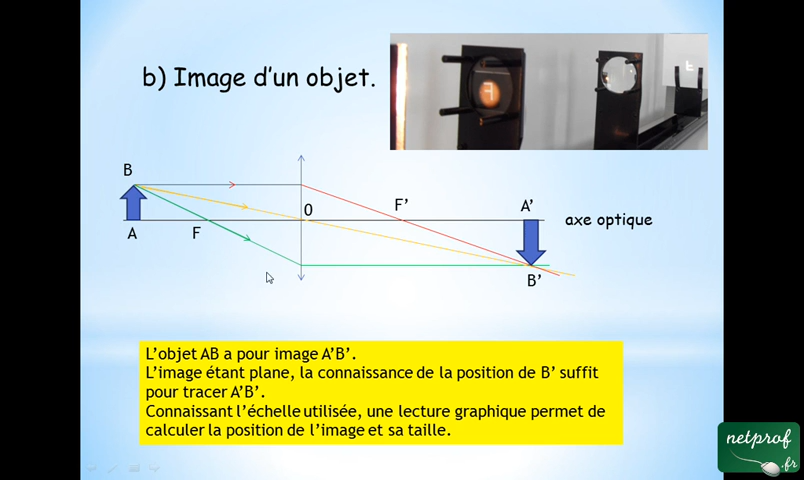 b) Image d'un objet.
B
O
F'
A'
axe optique
A
F
B'
L'objet AB a pour image A'B'.
L'image étant plane, la connaissance de la position de B' suffit
pour tracer A'B'.
Connaissant l'échelle utilisée, une lecture graphique permet de
calculer la position de l'image et sa taille.
netprof
.fr